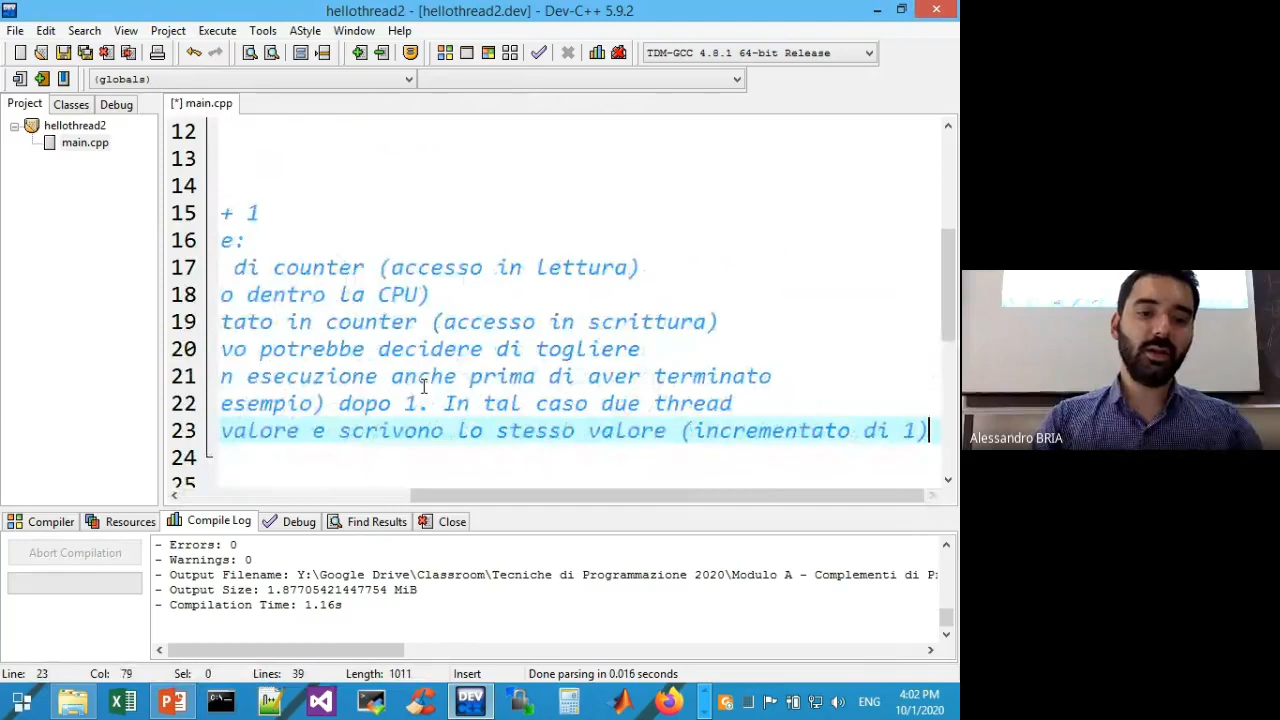 hellothread2 - [hellothread2.dev] - Dev-C++ 5.9.2
File Edit Search View Project Execute Tools AStyle Window Help
TDM-GCC 4.8.1 64-bit Release
(globals)
Project Classes Debug
[*] main.cpp
hellothread2
main.cpp
12
13
14
15 + 1
16 e:
17 di counter (accesso in lettura)
18 o dentro la CPU)
19 tato in counter (accesso in scrittura)
20 vo potrebbe decidere di togliere
21 n esecuzione anche prima di aver terminato
22 esempio) dopo 1. In tal caso due thread
23 valore e scrivono lo stesso valore (incrementato di 1)
24
25
Alessandro BRIA
Compiler Resources Compile Log Debug Find Results Close
Abort Compilation
- Errors: 0
- Warnings: 0
- Output Filename: Y:\Google Drive\Classroom\Tecniche di Programmazione 2020\Modulo A - Complementi di P
- Output Size: 1.87705421447754 MiB
- Compilation Time: 1.16s
Line: 23 Col: 79 Sel: 0 Lines: 39 Length: 1011 Insert Done parsing in 0.016 seconds
DEV
ENG
4:02 PM
10/1/2020